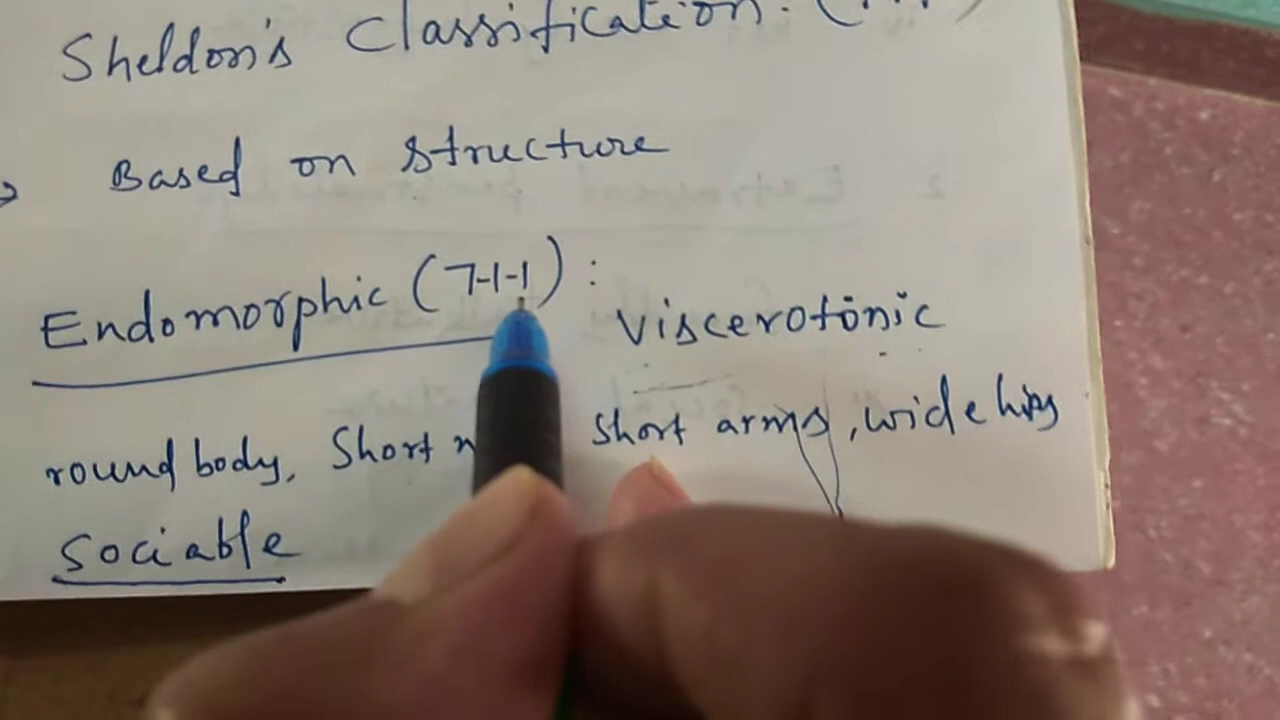 Sheldon's Classification.
Based on structure
Endomorphic (7-1-1) : Viscerotonic
round body, Short short arms, wide hips
Sociable